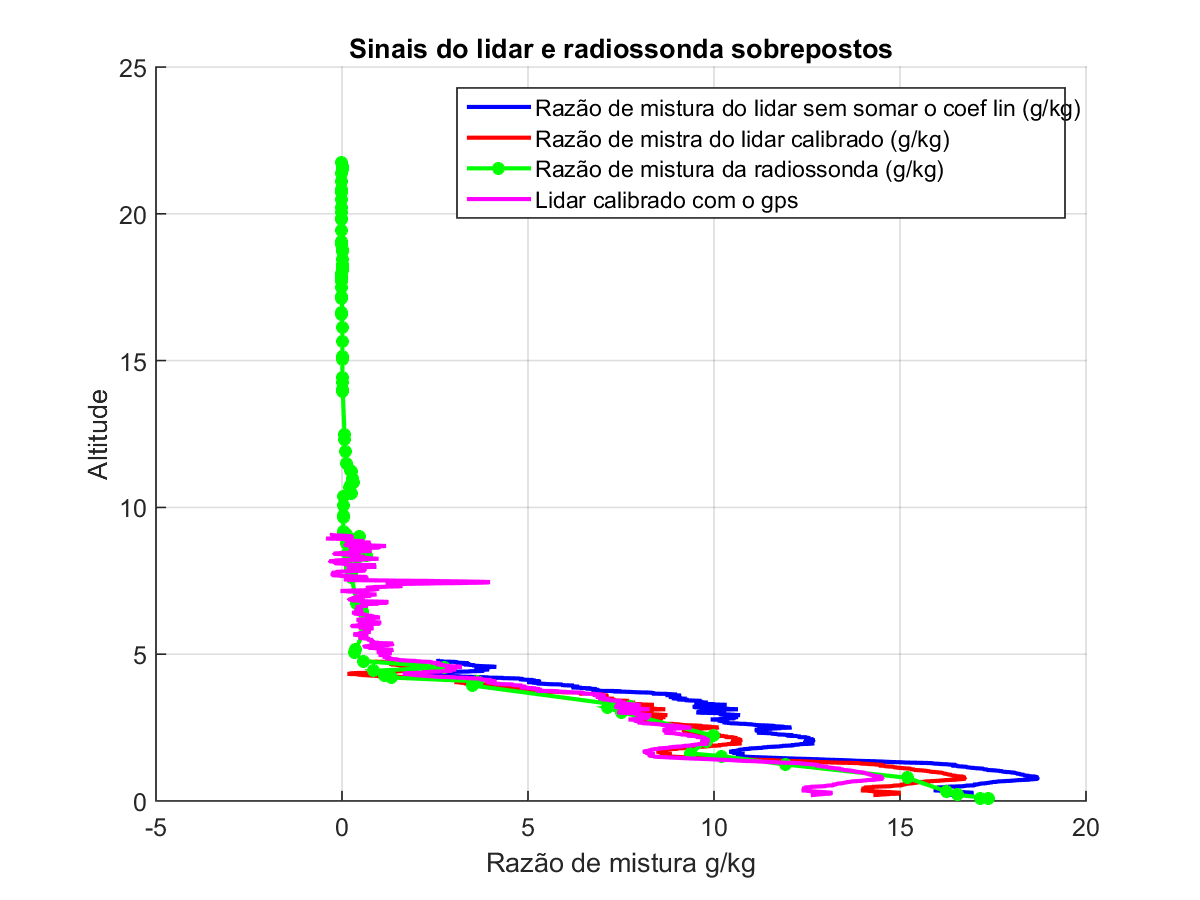 Sinais do lidar e radiossonda sobrepostos
25
Razão de mistura do lidar sem somar o coef lin (g/kg)
Razão de mistra do lidar calibrado (g/kg)
Razão de mistura da radiossonda (g/kg)
Lidar calibrado com o gps
20
15
Altitude
10
5
0
-5 0 5 10 15 20
Razão de mistura g/kg